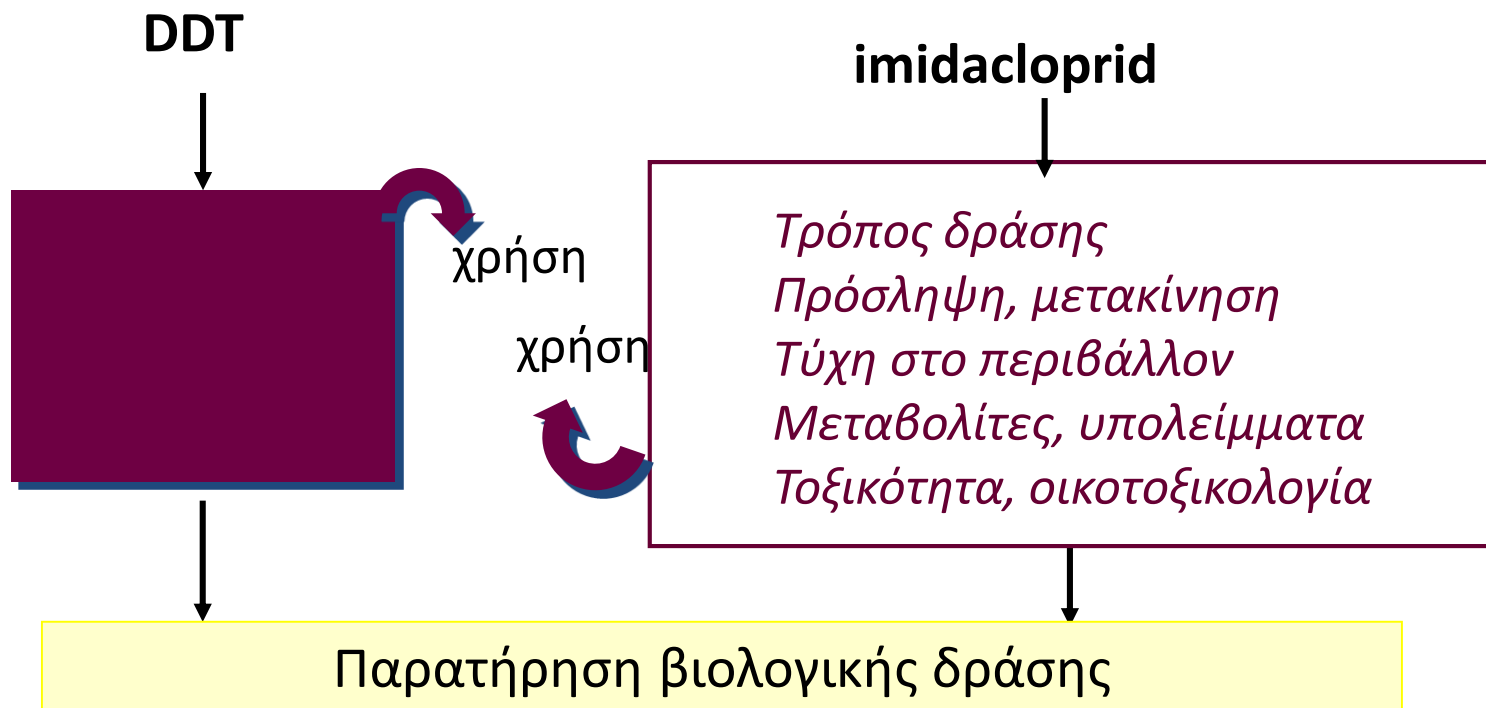 DDT
imidacloprid
χρήση
χρήση
Τρόπος δράσης
Πρόσληψη, μετακίνηση
Τύχη στο περιβάλλον
Μεταβολίτες, υπολείμματα
Τοξικότητα, οικοτοξικολογία
Παρατήρηση βιολογικής δράσης